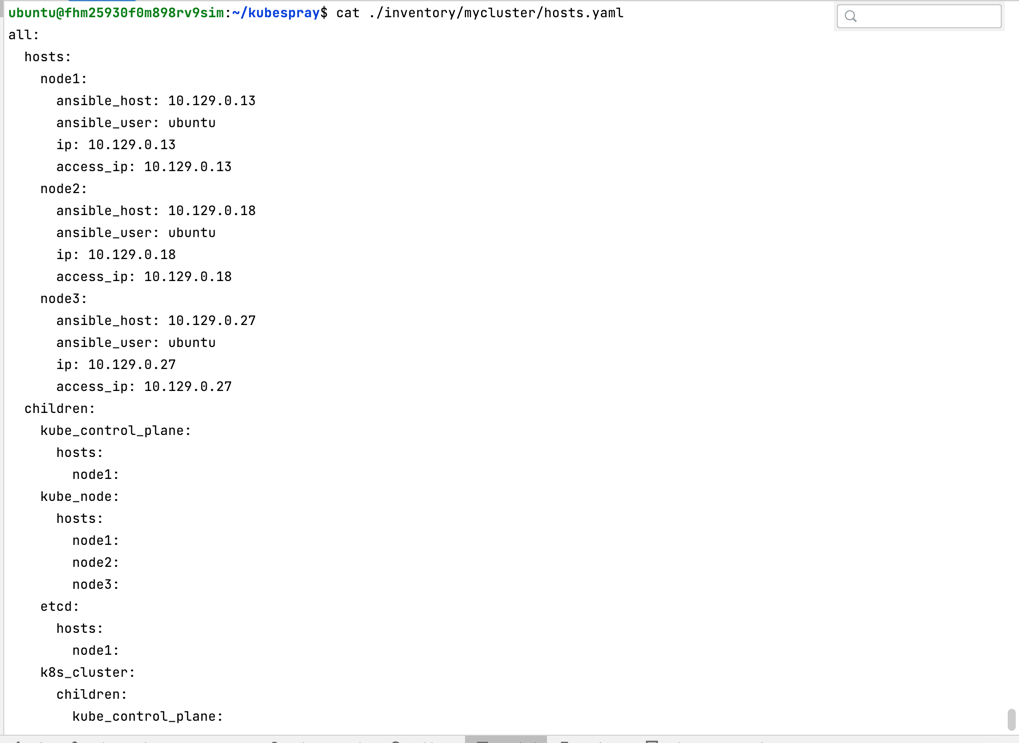 ubuntu@fhm25930f0m898rv9sim:~/kubespray$ cat ./inventory/mycluster/hosts.yaml
all:
  hosts:
    node1:
      ansible_host: 10.129.0.13
      ansible_user: ubuntu
      ip: 10.129.0.13
      access_ip: 10.129.0.13
    node2:
      ansible_host: 10.129.0.18
      ansible_user: ubuntu
      ip: 10.129.0.18
      access_ip: 10.129.0.18
    node3:
      ansible_host: 10.129.0.27
      ansible_user: ubuntu
      ip: 10.129.0.27
      access_ip: 10.129.0.27
  children:
    kube_control_plane:
      hosts:
        node1:
    kube_node:
      hosts:
        node1:
        node2:
        node3:
    etcd:
      hosts:
        node1:
    k8s_cluster:
      children:
        kube_control_plane: